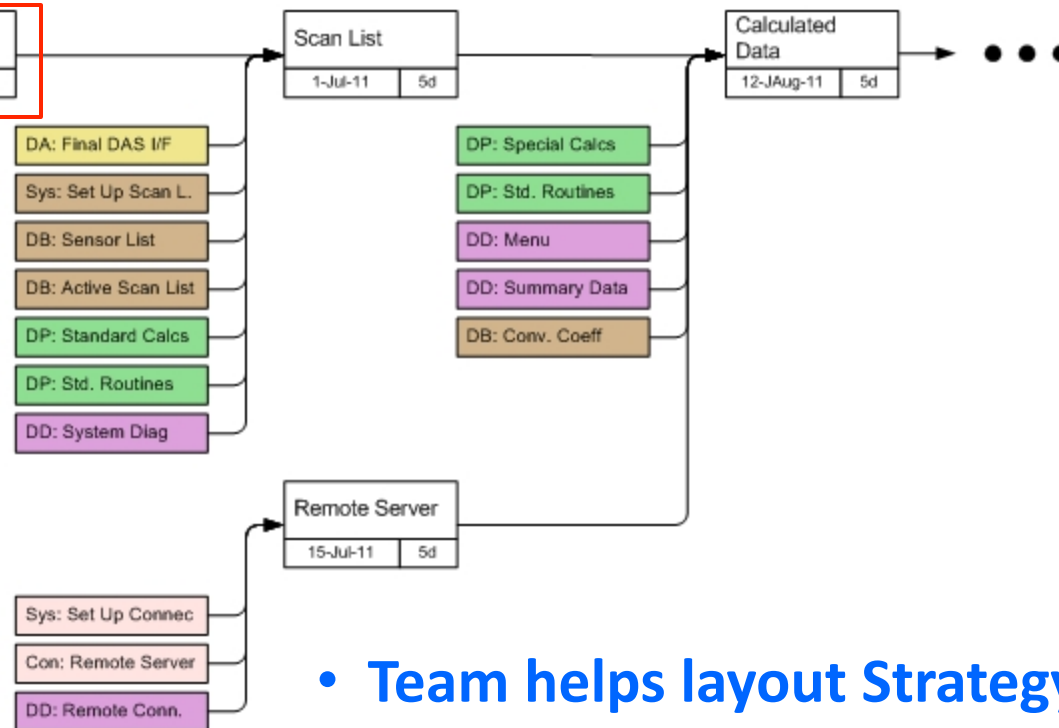 Scan List
1-Jul-11 5d
Calculated
Data
12-JAug-11 5d
DA: Final DAS I/F
Sys: Set Up Scan L.
DB: Sensor List
DB: Active Scan List
DP: Standard Calcs
DP: Std. Routines
DD: System Diag
DP: Special Calcs
DP: Std. Routines
DD: Menu
DD: Summary Data
DB: Conv. Coeff
Remote Server
15-Jul-11 5d
Sys: Set Up Connec
Con: Remote Server
DD: Remote Conn.
• Team helps layout Strategy